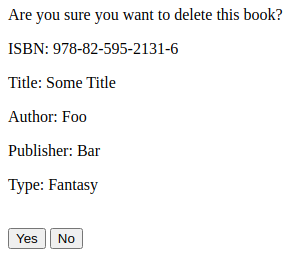 Are you sure you want to delete this book?
ISBN: 978-82-595-2131-6
Title: Some Title
Author: Foo
Publisher: Bar
Type: Fantasy
Yes No